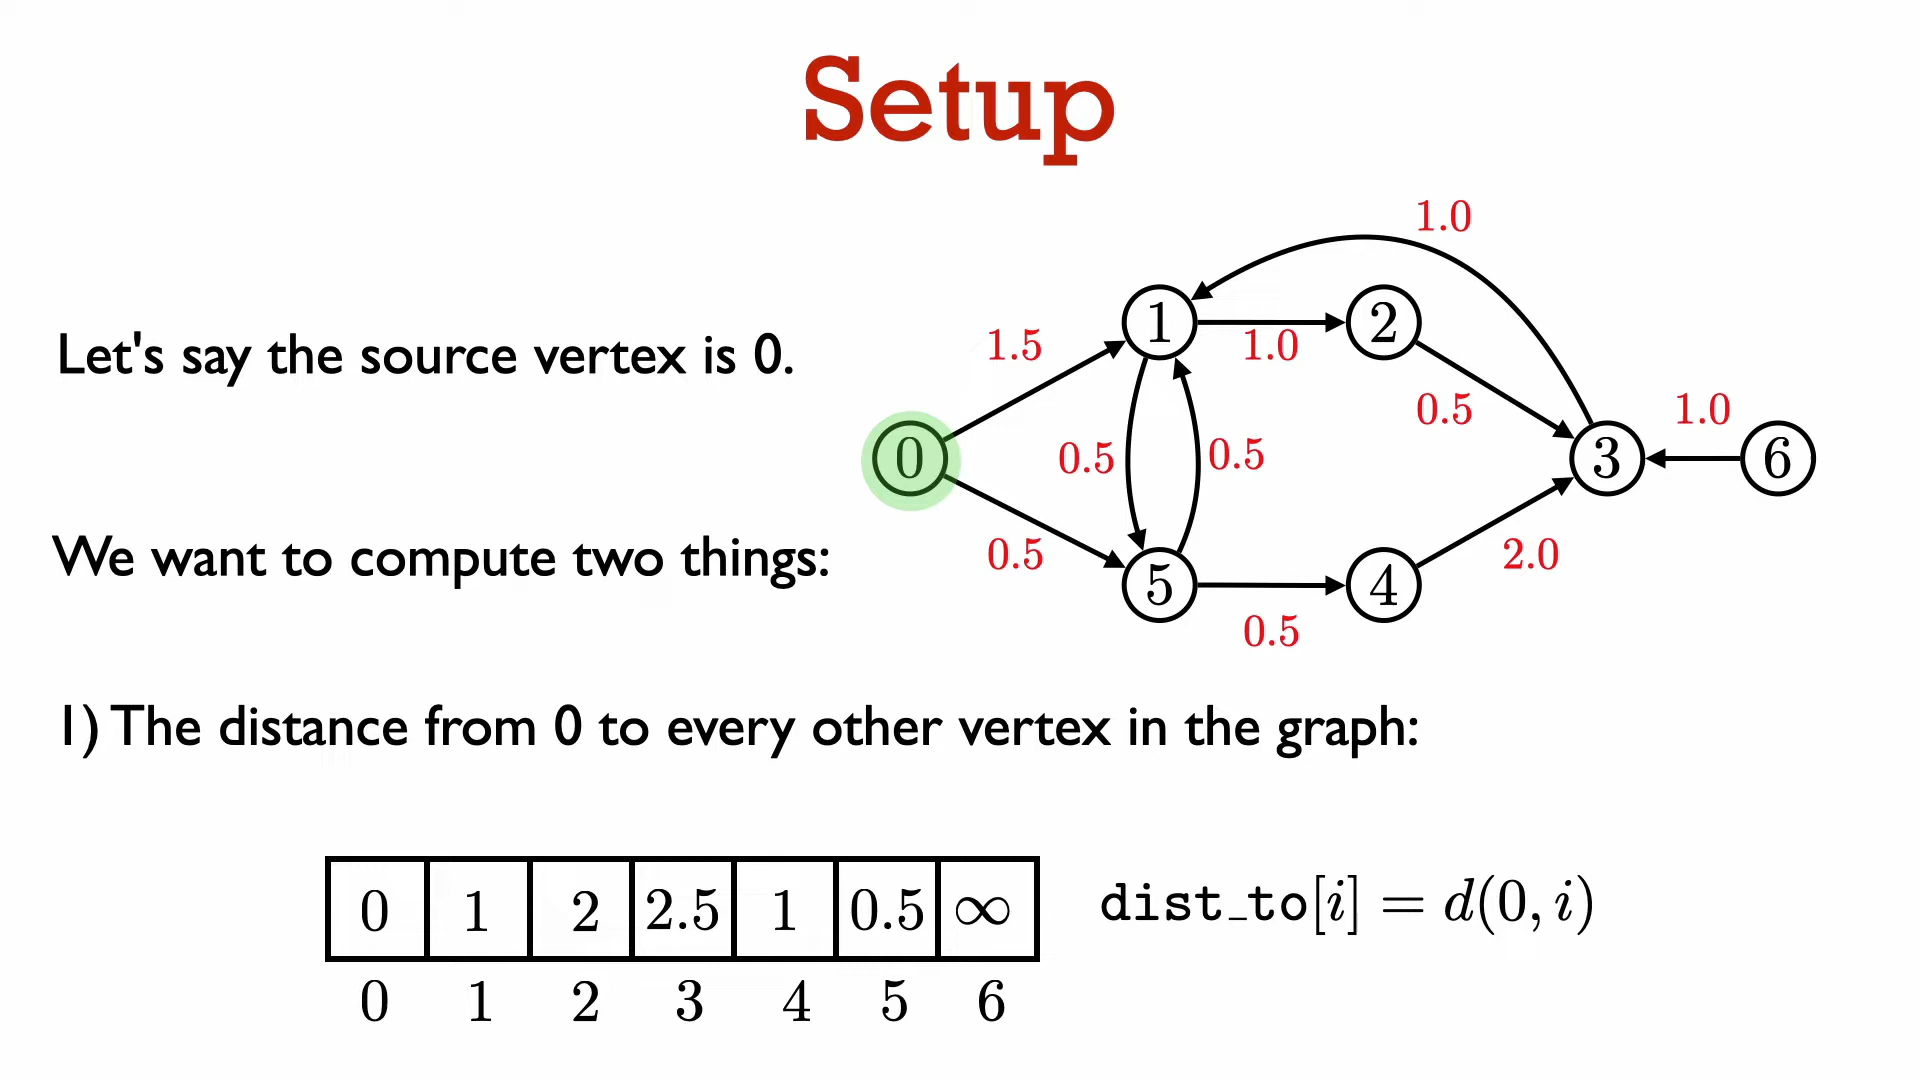 Setup
Let's say the source vertex is 0.
We want to compute two things:
1.0
1 2
1.5 1.0
0.5 1.0
0 0.5 0.5 3 6
0.5 2.0
5 4
0.5
1) The distance from 0 to every other vertex in the graph:
0 1 2 2.5 1 0.5 ∞
dist_to[i] = d(0, i)
0 1 2 3 4 5 6